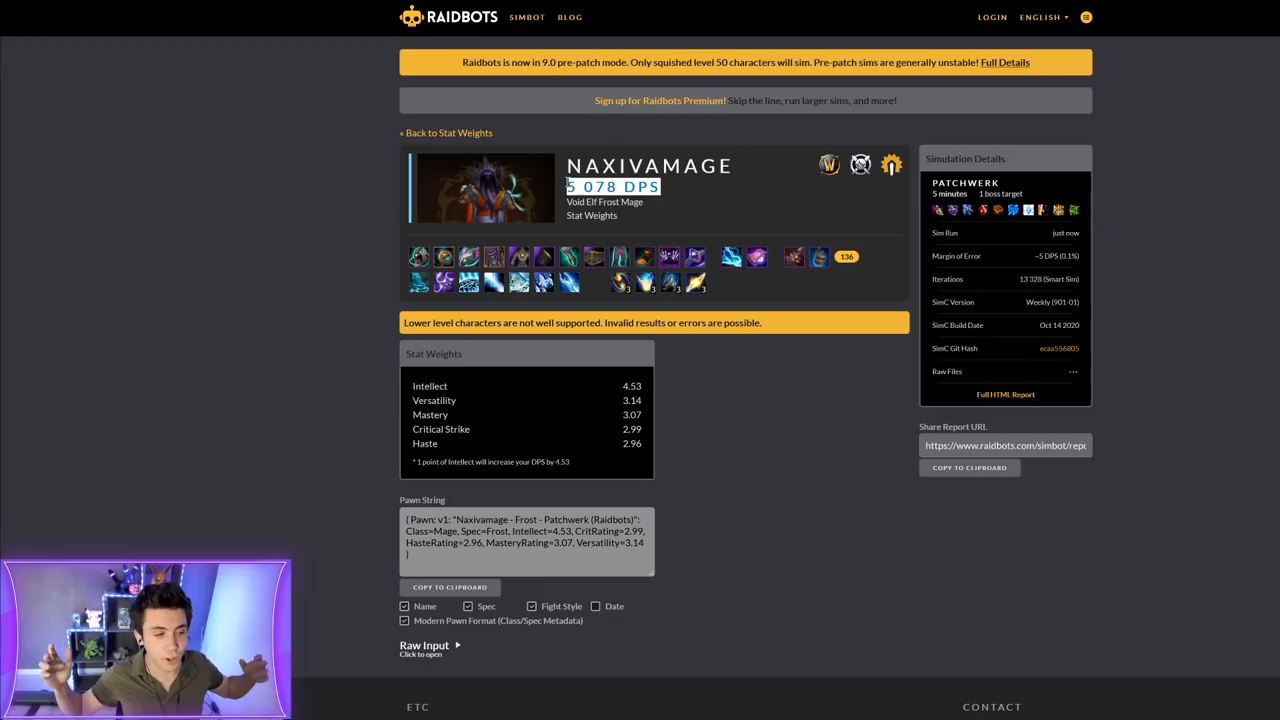 RAIDBOTS
SIMBOT
BLOG
LOGIN
ENGLISH
Raidbots is now in 9.0 pre-patch mode. Only squished level 50 characters will sim. Pre-patch sims are generally unstable! Full Details
Sign up for Raidbots Premium! Skip the line, run larger sims, and more!
« Back to Stat Weights
NAXIVAMAGE
5 078 DPS
Void Elf Frost Mage
Stat Weights
136
3 3 3 3
Lower level characters are not well supported. Invalid results or errors are possible.
Stat Weights
Intellect 4.53
Versatility 3.14
Mastery 3.07
Critical Strike 2.99
Haste 2.96
* 1 point of Intellect will increase your DPS by 4.53
Pawn String
( Pawn: v1: "Naxivamage - Frost - Patchwerk (Raidbots)":
Class=Mage, Spec=Frost, Intellect=4.53, CritRating=2.99,
HasteRating=2.96, MasteryRating=3.07, Versatility=3.14
)
COPY TO CLIPBOARD
Name Spec Fight Style Date
Modern Pawn Format (Class/Spec Metadata)
Raw Input
Click to open
Simulation Details
PATCHWERK
5 minutes 1 boss target
Sim Run just now
Margin of Error ~5 DPS (0.1%)
Iterations 13 328 (Smart Sim)
SimC Version Weekly (901-01)
SimC Build Date Oct 14 2020
SimC Git Hash ecaa556805
Raw Files ...
Full HTML Report
Share Report URL
https://www.raidbots.com/simbot/repo
COPY TO CLIPBOARD
ETC
CONTACT